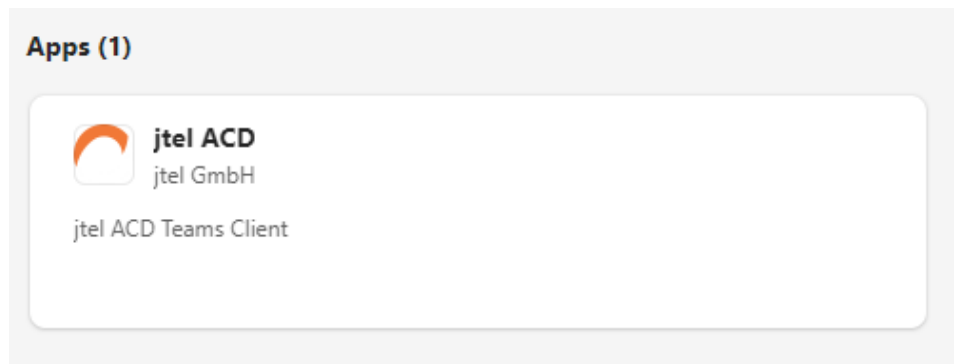 Apps (1)
jtel ACD
jtel GmbH
jtel ACD Teams Client